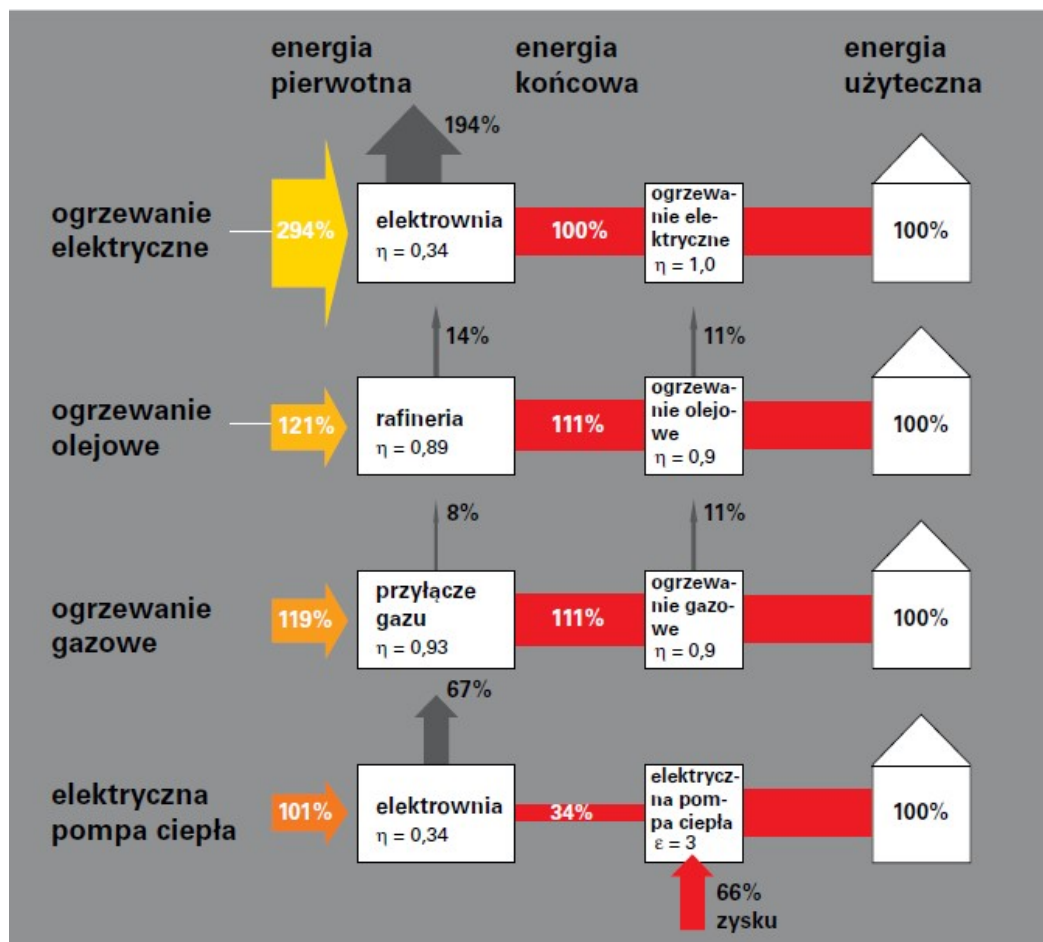 energia
pierwotna
energia
końcowa
energia
użyteczna
194%
ogrzewanie
elektryczne
294%
elektrownia
η = 0,34
100%
ogrzewa-
nie ele-
ktryczne
η = 1,0
100%
14%
11%
ogrzewanie
olejowe
121%
rafineria
η = 0,89
111%
ogrzewa-
nie olejo-
we
η = 0,9
100%
8%
11%
ogrzewanie
gazowe
119%
przyłącze
gazu
η = 0,93
111%
ogrzewa-
nie gazo-
we
η = 0,9
100%
67%
elektryczna
pompa ciepła
101%
elektrownia
η = 0,34
34%
elektrycz-
na pom-
pa ciepła
ε = 3
100%
66%
zysku